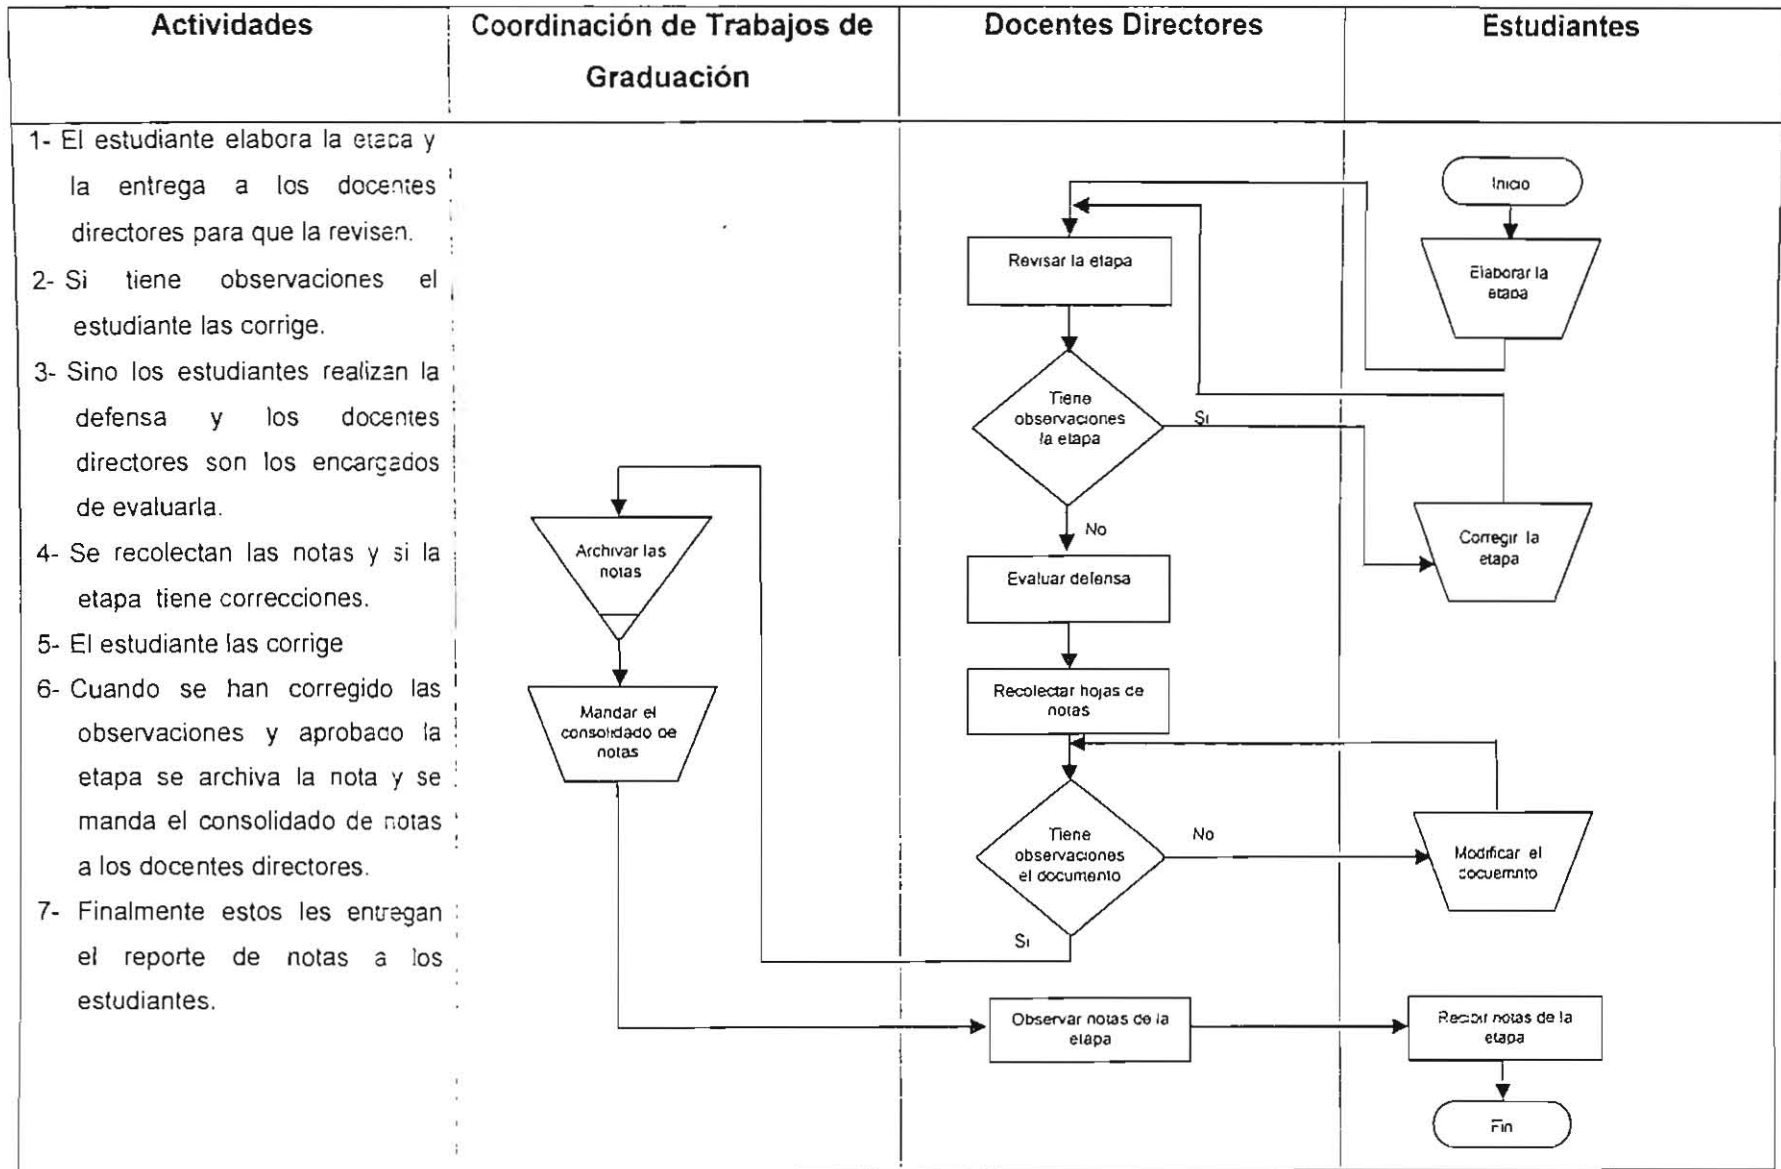 Actividades
Coordinación de Trabajos de
Graduación
Docentes Directores
Estudiantes
1- El estudiante elabora la etapa y
la entrega a los docentes
directores para que la revisen.
2- Si tiene observaciones el
estudiante las corrige.
3- Sino los estudiantes realizan la
defensa y los docentes
directores son los encargados
de evaluarla.
4- Se recolectan las notas y si la
etapa tiene correcciones.
5- El estudiante las corrige
6- Cuando se han corregido las
observaciones y aprobado la
etapa se archiva la nota y se
manda el consolidado de notas
a los docentes directores.
7- Finalmente estos les entregan
el reporte de notas a los
estudiantes.
Archivar las
notas
Mandar el
consolidado de
notas
Revisar la etapa
Tiene
observaciones
la etapa
Si
No
Evaluar defensa
Recolectar hojas de
notas
Tiene
observaciones
el documento
No
Si
Observar notas de la
etapa
Inicio
Elaborar la
etapa
Corregir la
etapa
Modificar el
docuemnto
Recibir notas de la
etapa
Fin